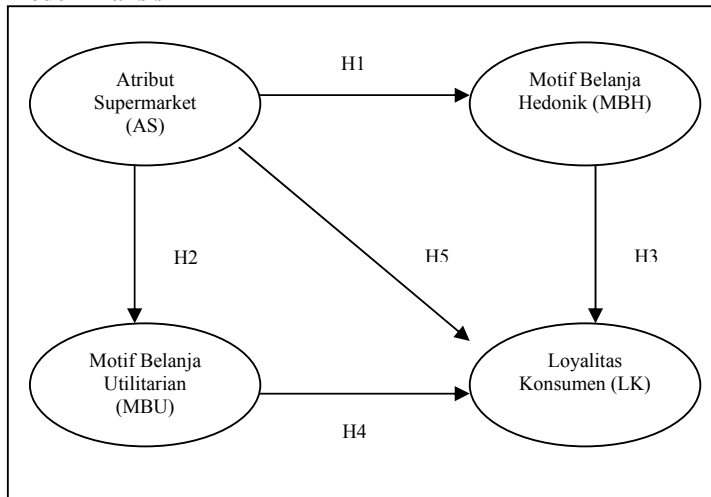 Atribut
Supermarket
(AS)
H1
Motif Belanja
Hedonik (MBH)
H2
H5
H3
Motif Belanja
Utilitarian
(MBU)
H4
Loyalitas
Konsumen (LK)